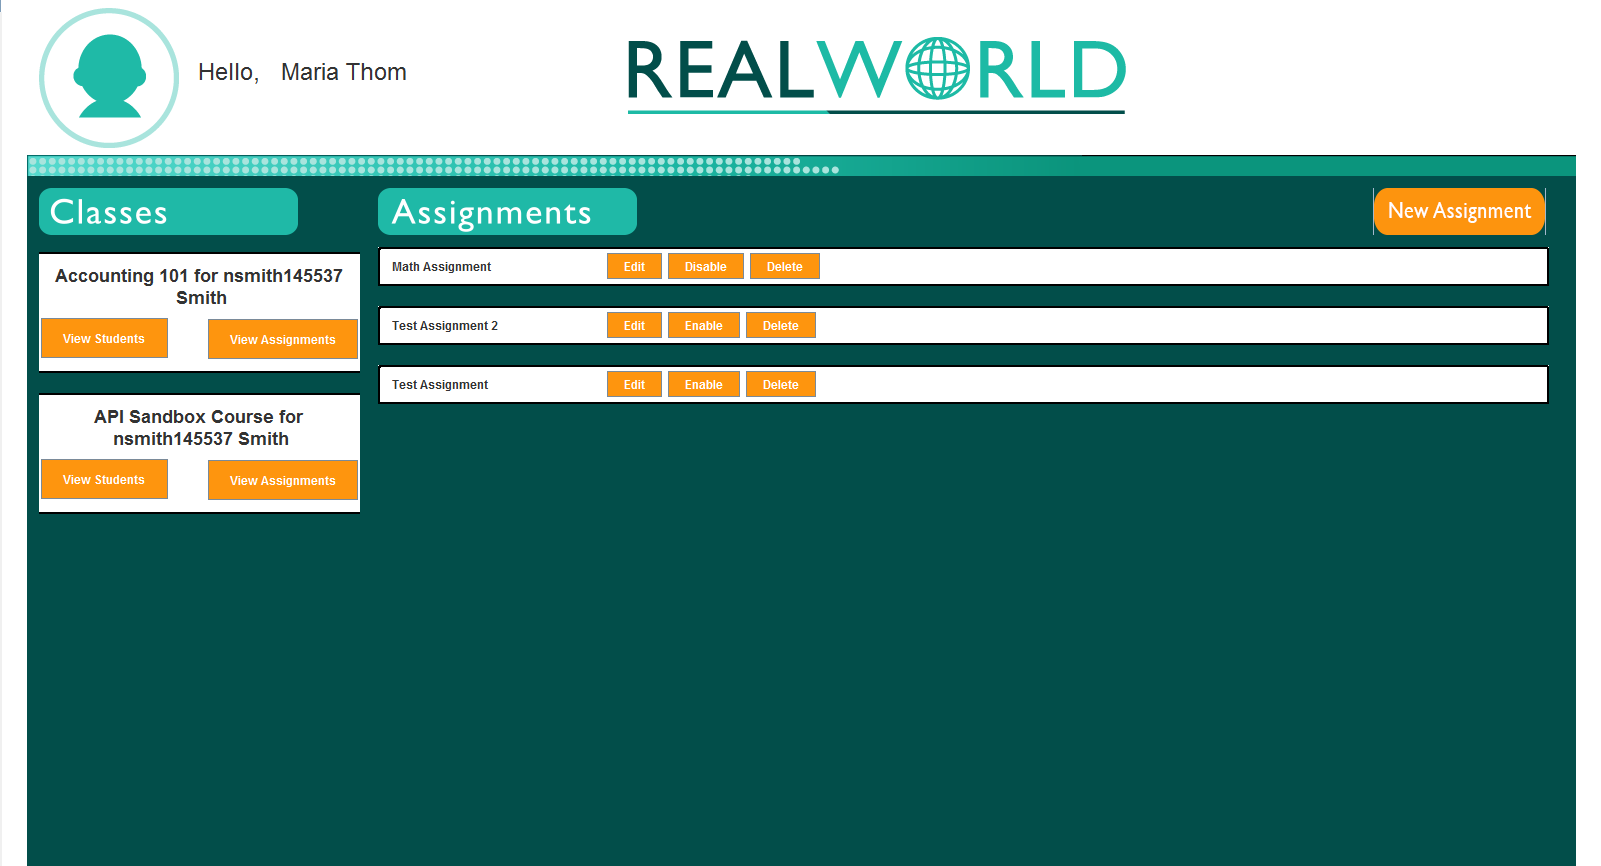 Hello, Maria Thom
REALWORLD
Classes
Assignments
New Assignment
Accounting 101 for nsmith145537
Smith
View Students
View Assignments
API Sandbox Course for
nsmith145537 Smith
View Students
View Assignments
Math Assignment
Edit
Disable
Delete
Test Assignment 2
Edit
Enable
Delete
Test Assignment
Edit
Enable
Delete